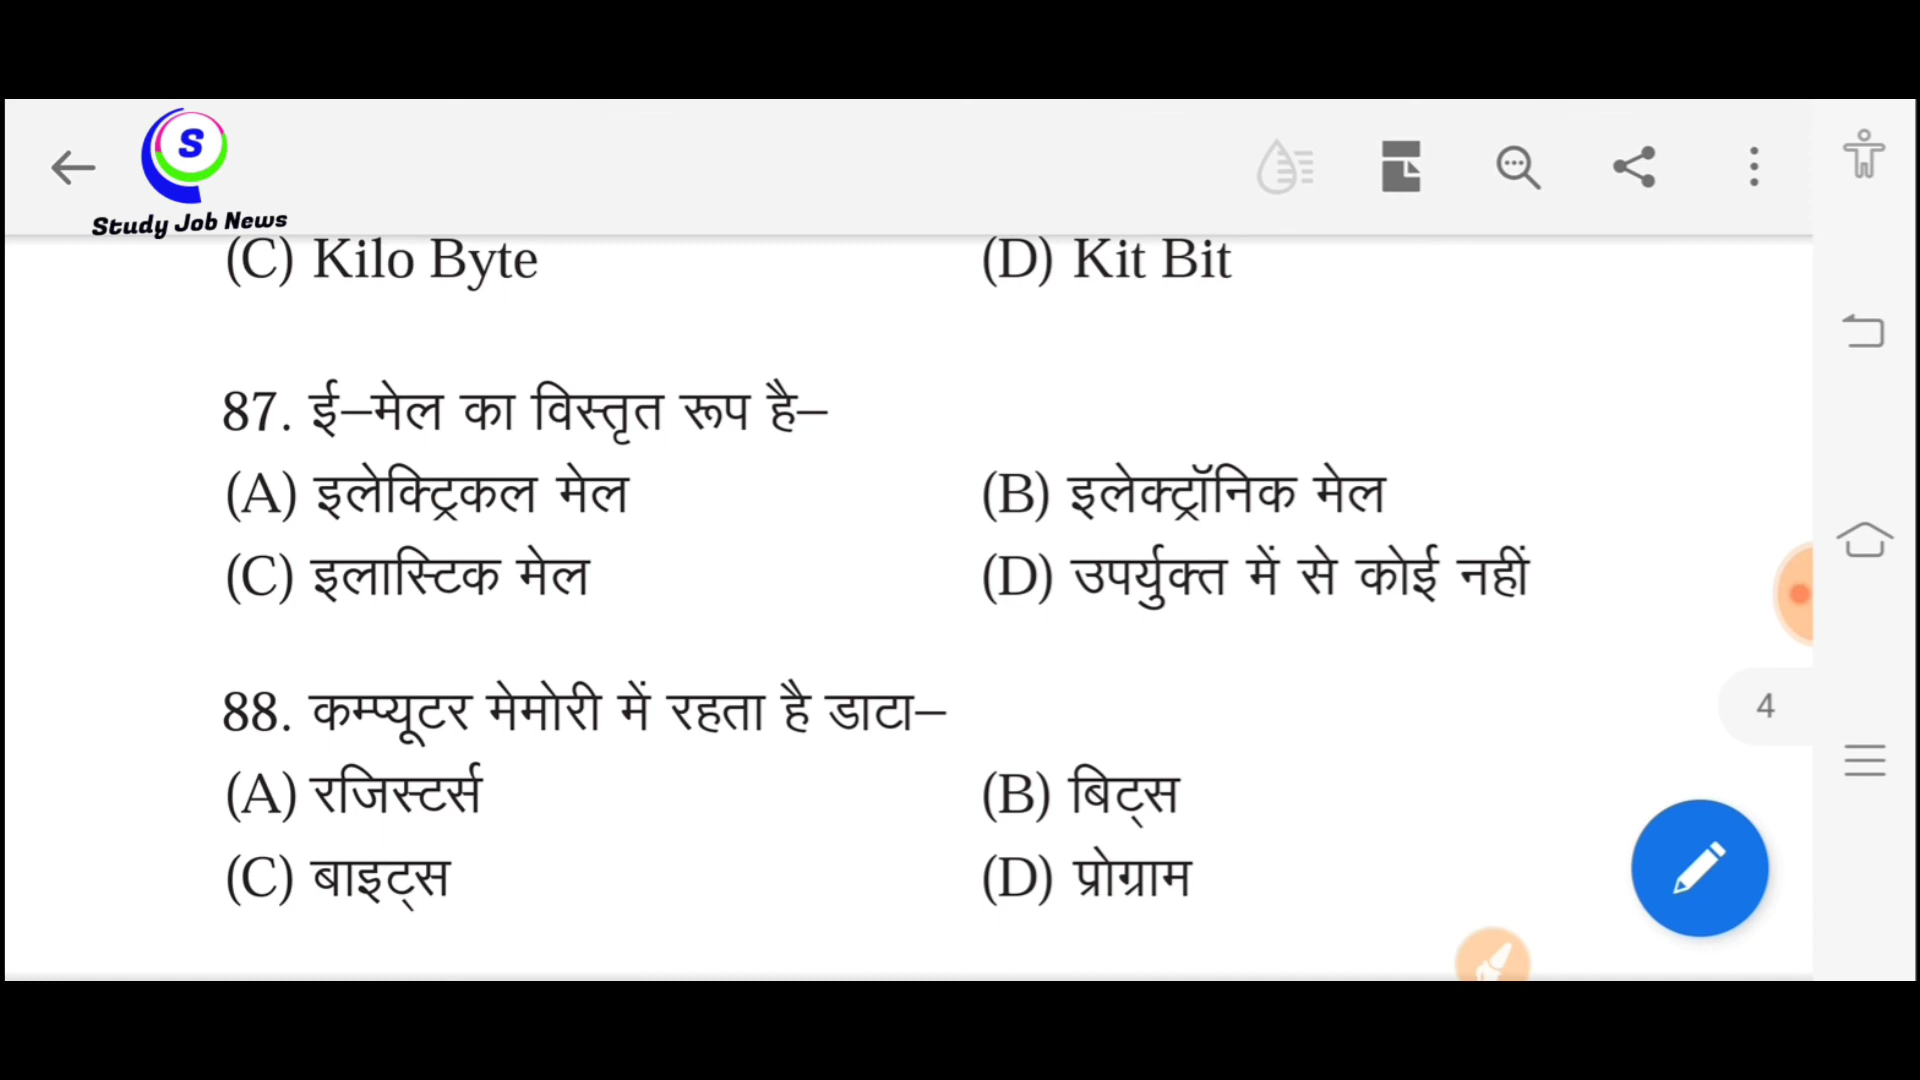 S
Study Job News
(C) Kilo Byte (D) Kit Bit
87. ई–मेल का विस्तृत रूप है–
(A) इलेक्ट्रिकल मेल (B) इलेक्ट्रॉनिक मेल
(C) इलास्टिक मेल (D) उपर्युक्त में से कोई नहीं
88. कम्प्यूटर मेमोरी में रहता है डाटा–
4
(A) रजिस्टर्स (B) बिट्स
(C) बाइट्स (D) प्रोग्राम